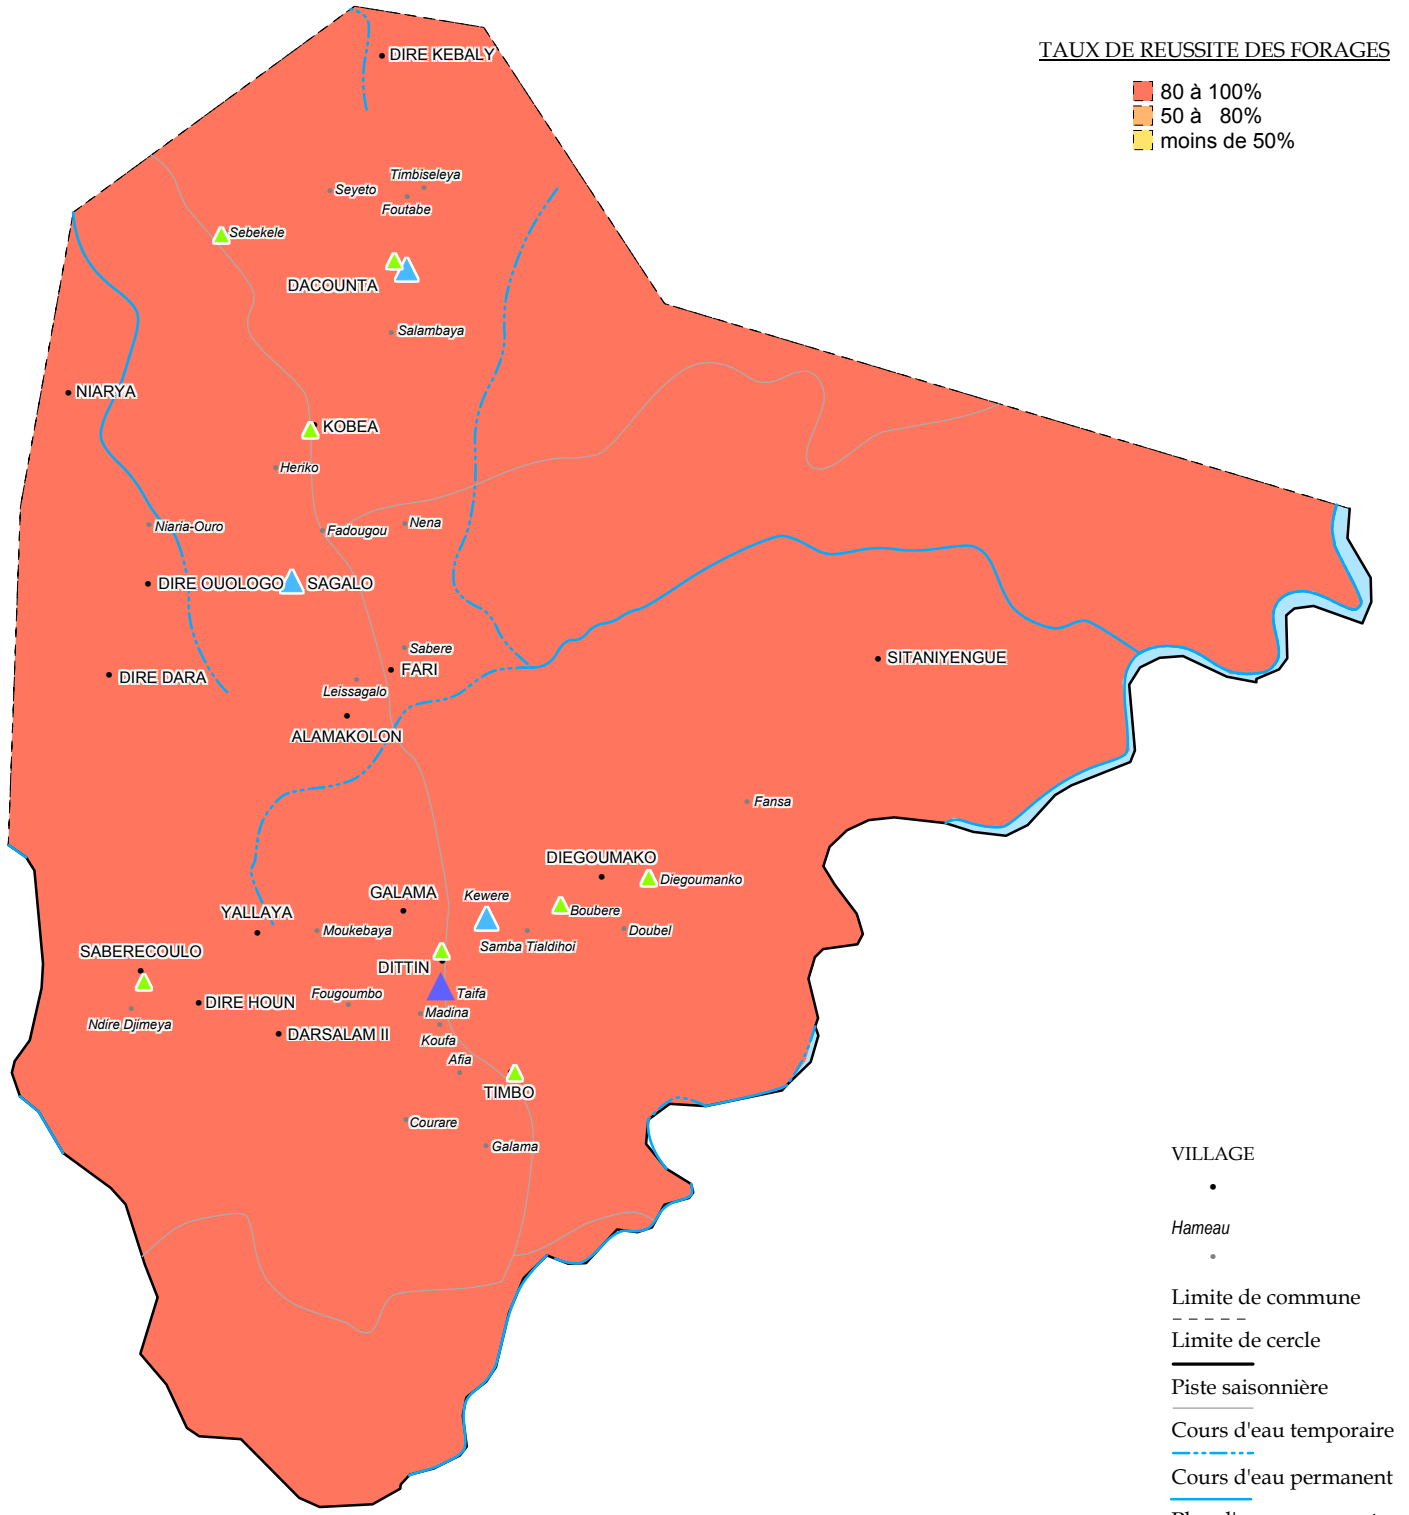 TAUX DE REUSSITE DES FORAGES
80 à 100%
50 à 80%
moins de 50%
DIRE KEBALY
Timbiseleya
Seyeto
Foutabe
Sebekele
DACOUNTA
Salambaya
NIARYA
KOBEA
Heriko
Niaria-Ouro
Fadougou
Nena
DIRE OUOLOGO
SAGALO
Sabere
FARI
SITANIYENGUE
DIRE DARA
Leissagalo
ALAMAKOLON
Fansa
DIEGOUMAKO
Diegoumanko
GALAMA
Kewere
Boubere
YALLAYA
Moukebaya
Samba Tialdihoi
Doubel
SABERECOULO
DITTIN
Fougoumbo
Taifa
DIRE HOUN
Madina
Ndire Djimeya
DARSALAM II
Koufa
Afia
TIMBO
Courare
Galama
VILLAGE
Hameau
Limite de commune
Limite de cercle
Piste saisonnière
Cours d'eau temporaire
Cours d'eau permanent